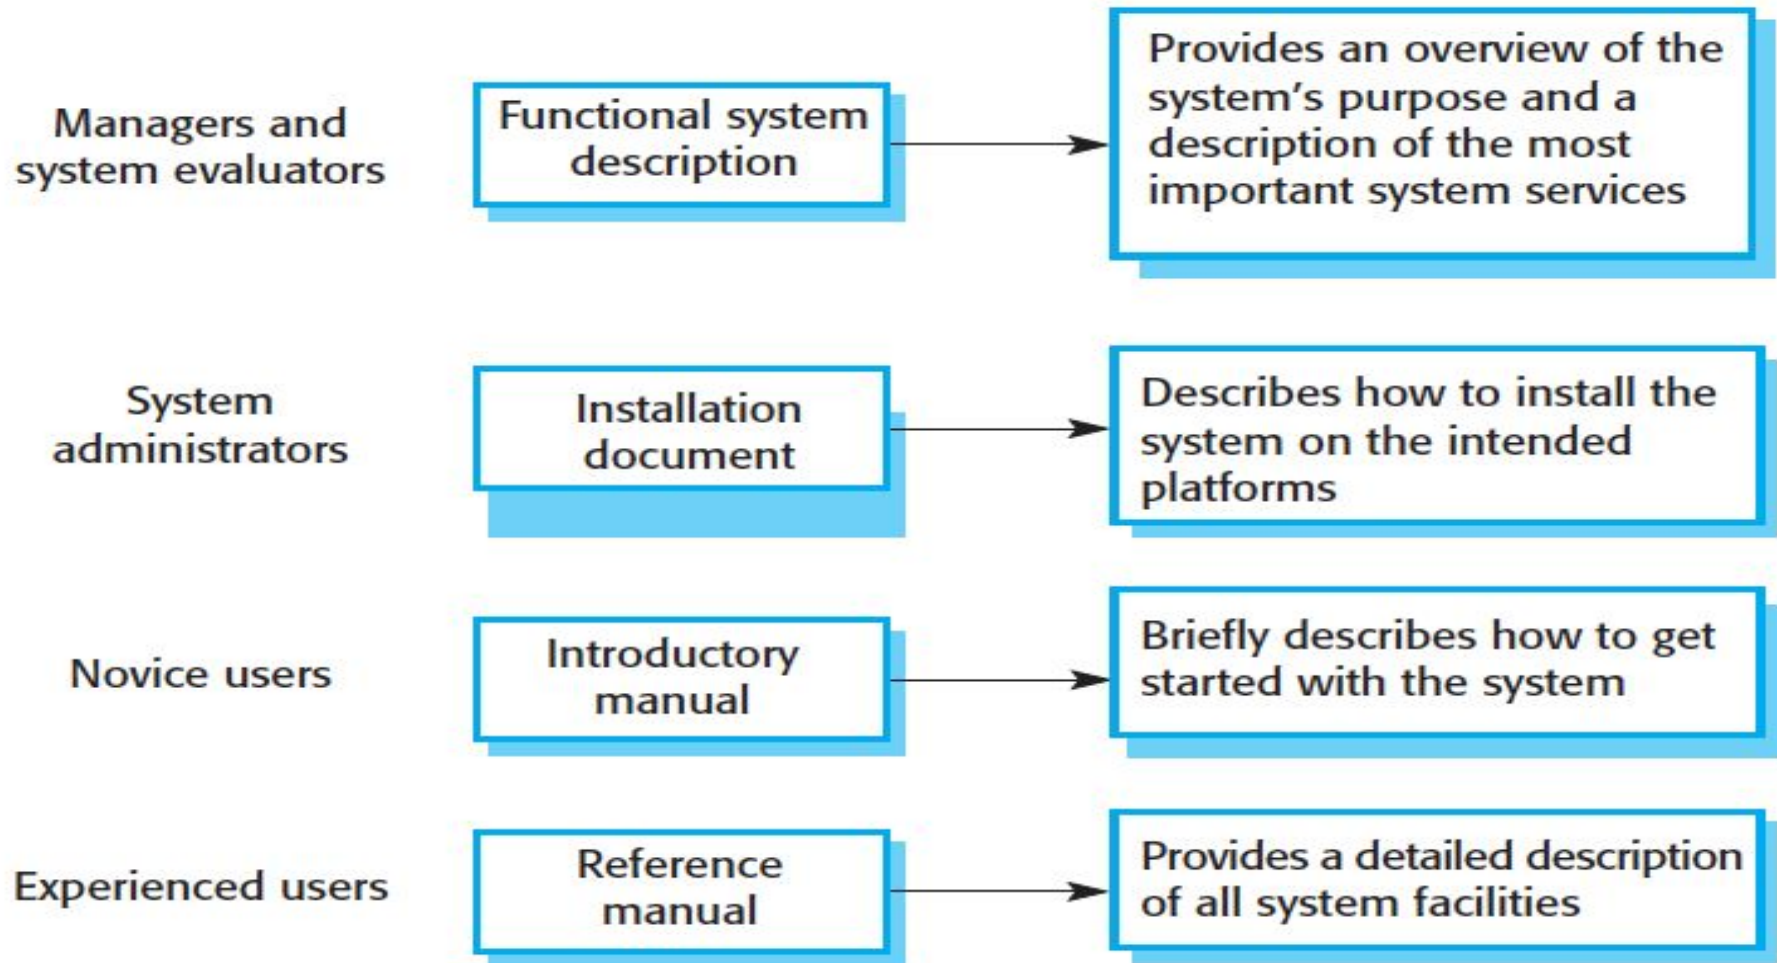 Managers and
system evaluators
Functional system
description
Provides an overview of the
system's purpose and a
description of the most
important system services
System
administrators
Installation
document
Describes how to install the
system on the intended
platforms
Novice users
Introductory
manual
Briefly describes how to get
started with the system
Experienced users
Reference
manual
Provides a detailed description
of all system facilities